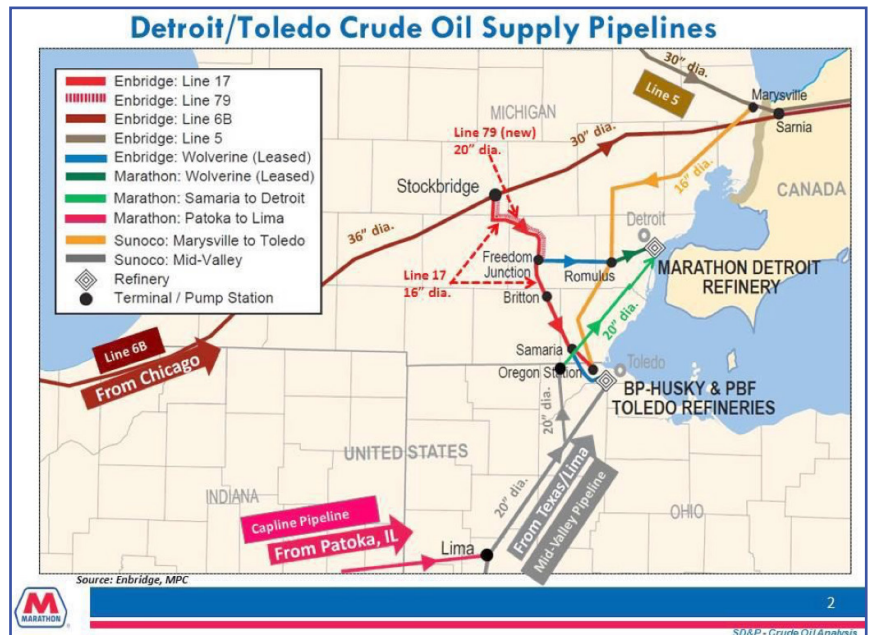 Detroit/Toledo Crude Oil Supply Pipelines
Enbridge: Line 17
Enbridge: Line 79
Enbridge: Line 6B
Enbridge: Line 5
Enbridge: Wolverine (Leased)
Marathon: Wolverine (Leased)
Marathon: Samaria to Detroit
Marathon: Patoka to Lima
Sunoco: Marysville to Toledo
Sunoco: Mid-Valley
Refinery
Terminal / Pump Station
30" dia.
Line 5
Marysville
Sarnia
MICHIGAN
Line 79 (new)
20" dia.
30" dia.
16" dia.
CANADA
Stockbridge
36" dia.
Detroit
Freedom
Junction
Romulus
MARATHON DETROIT
REFINERY
Line 17
16" dia.
Britton
20" dia.
Samaria
Oregon Station
Toledo
Line 6B
From Chicago
BP-HUSKY & PBF
TOLEDO REFINERIES
20" dia.
UNITED STATES
INDIANA
OHIO
20" dia.
From Texas/Lima
Mid-Valley Pipeline
Capline Pipeline
From Patoka, IL
Lima
Source: Enbridge, MPC
M
MARATHON
2
SO&P - Crude Oil Analysis